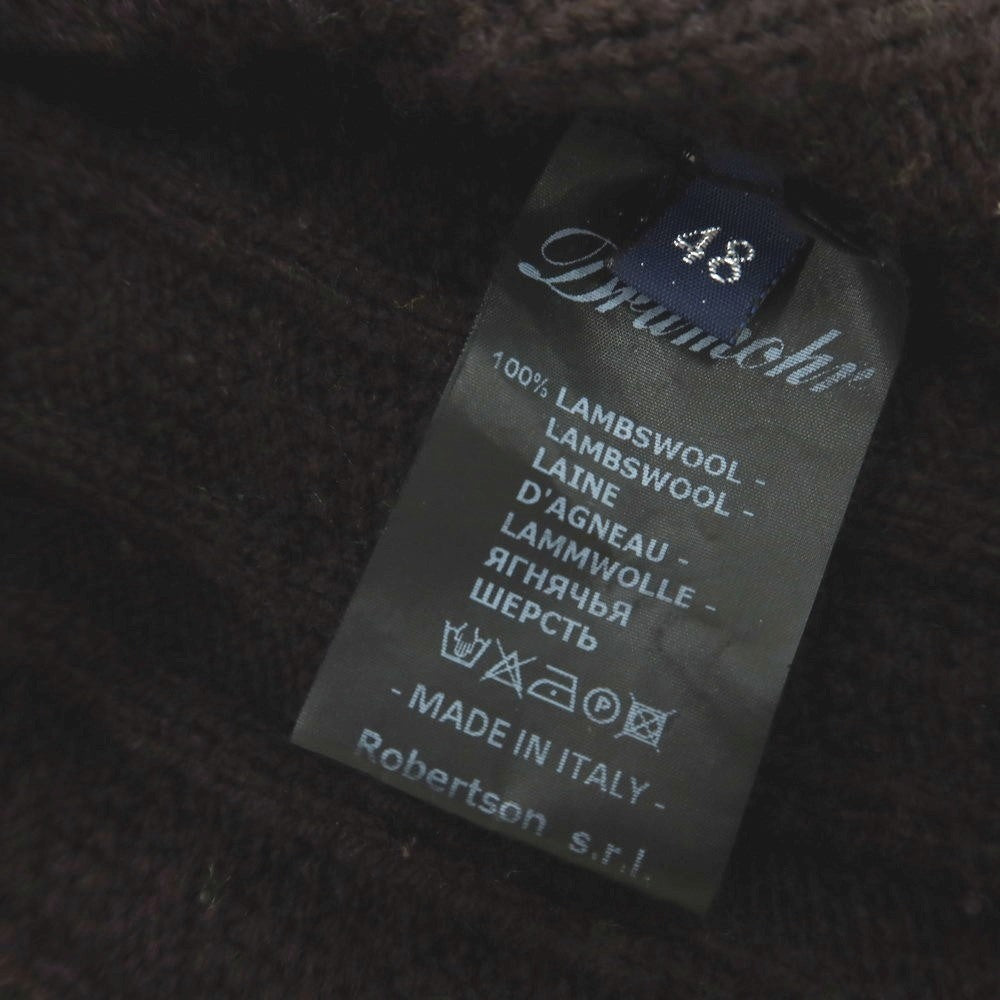 48
Drumohr
100% LAMBSWOOL -
LAMBSWOOL -
LAINE
D'AGNEAU -
LAMMWOLLE -
ЯГНЯЧЬЯ
ШЕРСТЬ
P
- MADE IN ITALY -
Robertson s.r.l.